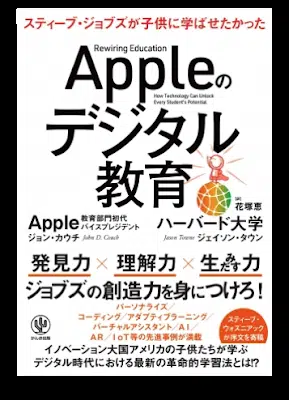 スティーブ・ジョブズが子供に学ばせたかった
Rewiring Education
Appleの
How Technology Can Unlock
Every Student's Potential
デジタル
教育
[訳]
花塚恵
Apple 教育部門初代
バイスプレジデント
ジョン・カウチ John D. Couch
ハーバード大学
Jason Towne ジェイソン・タウン
発見力×理解力×生みだす力
ジョブズの創造力を身につけろ!
パーソナライズ/
コーディング/アダプティブラーニング/
バーチャルアシスタント/AI/
AR/IoT等の先進事例が満載
スティーブ・
ウォズニアック
が序文を寄稿
かんき出版
イノベーション大国アメリカの子供たちが学ぶ
デジタル時代における最新の革命的学習法とは!?